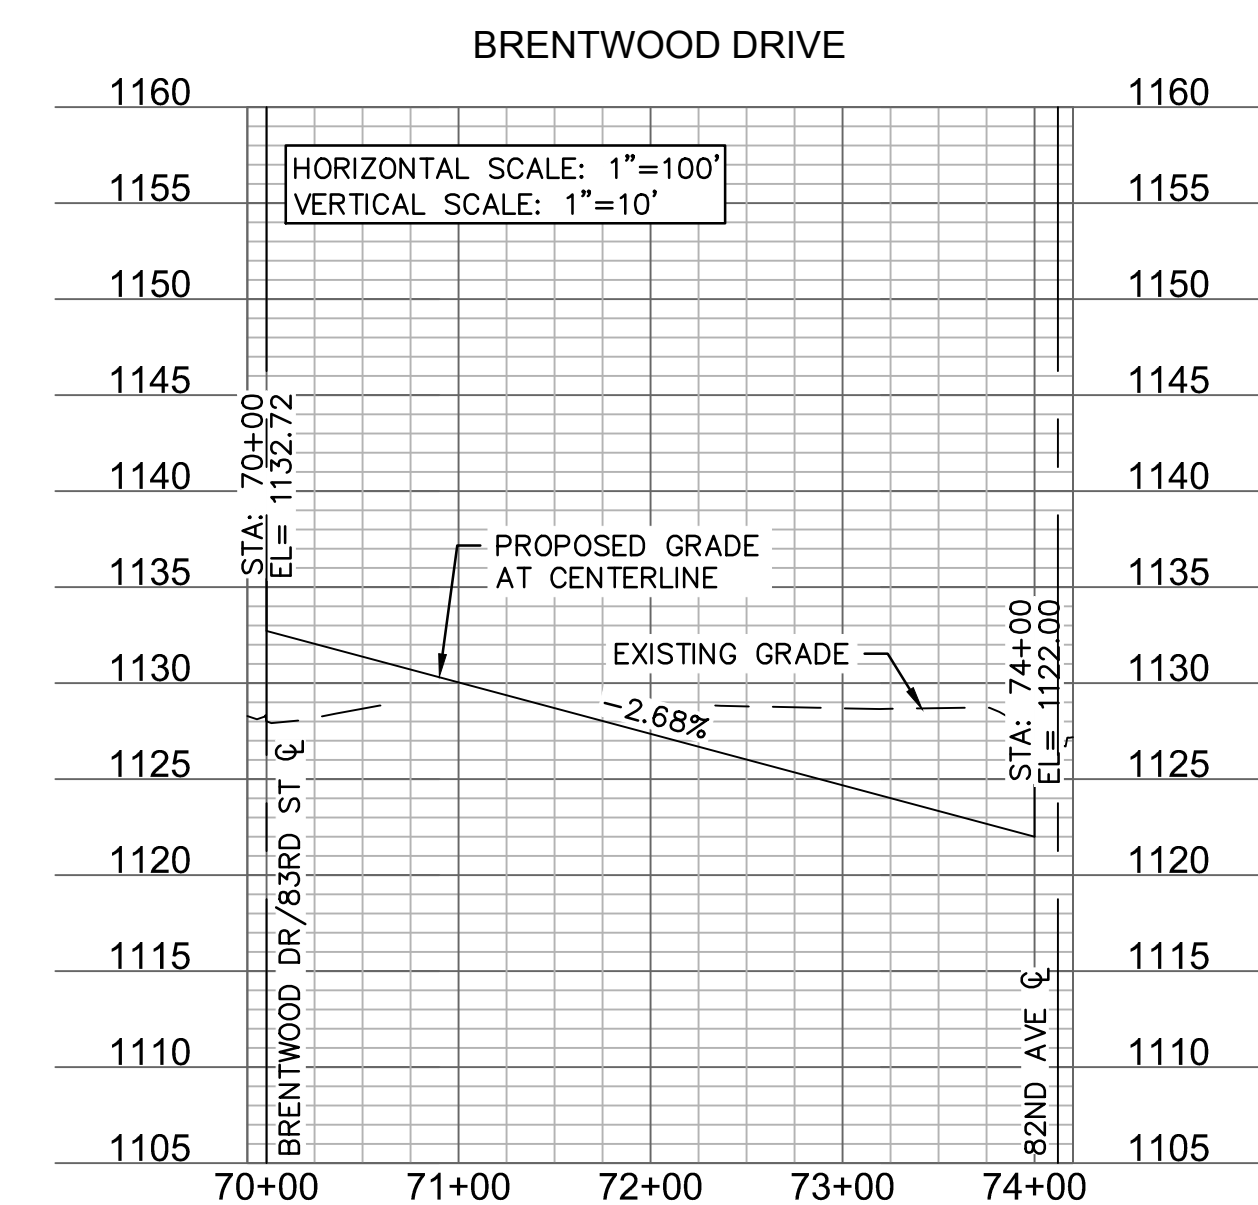 BRENTWOOD DRIVE
1160
1160
HORIZONTAL SCALE: 1"=100'
VERTICAL SCALE: 1"=10'
1155
1155
1150
1150
1145
1145
STA: 70+00
EL= 1132.72
1140
1140
PROPOSED GRADE
AT CENTERLINE
1135
1135
EXISTING GRADE
STA: 74+00
EL= 1122.00
1130
1130
-2.68%
1125
1125
BRENTWOOD DR/83RD ST ℄
1120
1120
1115
1115
82ND AVE ℄
1110
1110
1105
1105
70+00
71+00
72+00
73+00
74+00